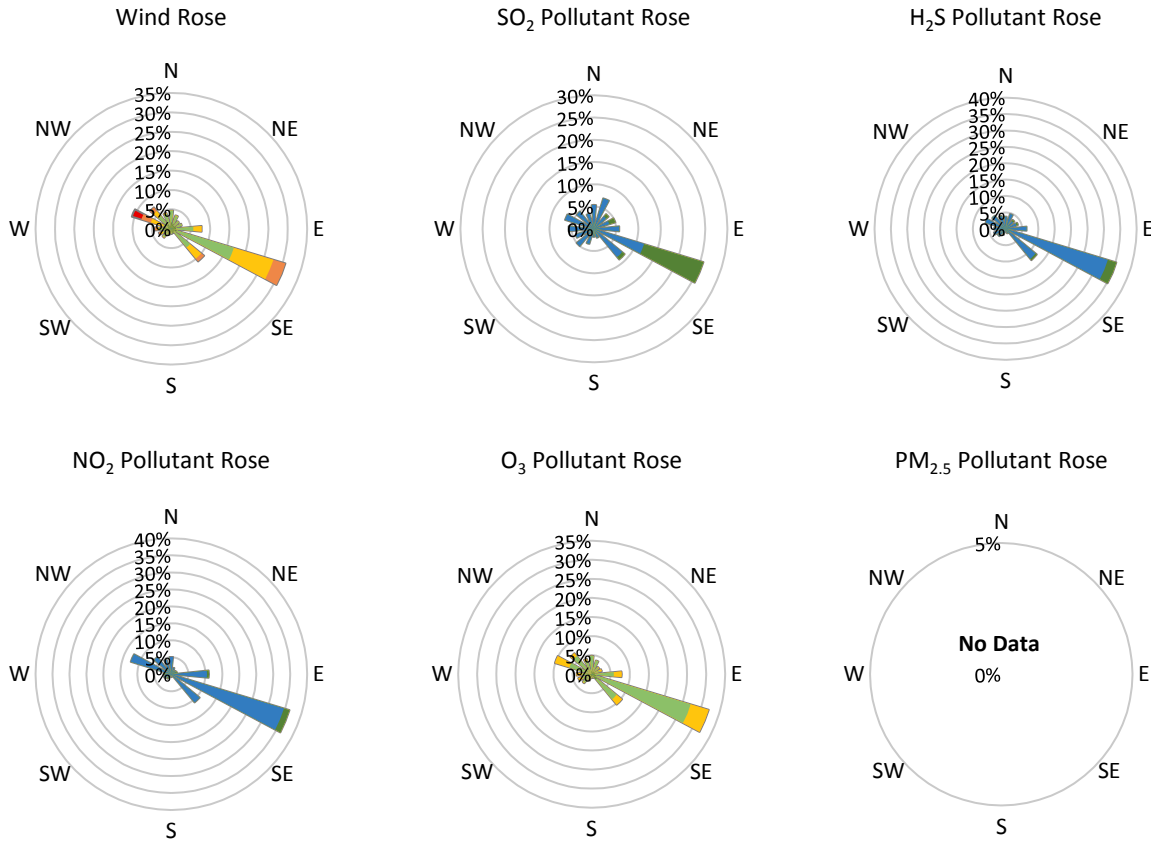 Wind Rose
N
NE
E
SE
S
SW
W
NW
35%
30%
25%
20%
15%
10%
5%
0%
SO₂ Pollutant Rose
N
NE
E
SE
S
SW
W
NW
30%
25%
20%
15%
10%
5%
0%
H₂S Pollutant Rose
N
NE
E
SE
S
SW
W
NW
40%
35%
30%
25%
20%
15%
10%
5%
0%
NO₂ Pollutant Rose
N
NE
E
SE
S
SW
W
NW
40%
35%
30%
25%
20%
15%
10%
5%
0%
O₃ Pollutant Rose
N
NE
E
SE
S
SW
W
NW
35%
30%
25%
20%
15%
10%
5%
0%
PM₂.₅ Pollutant Rose
N
NE
E
SE
S
SW
W
NW
5%
No Data
0%